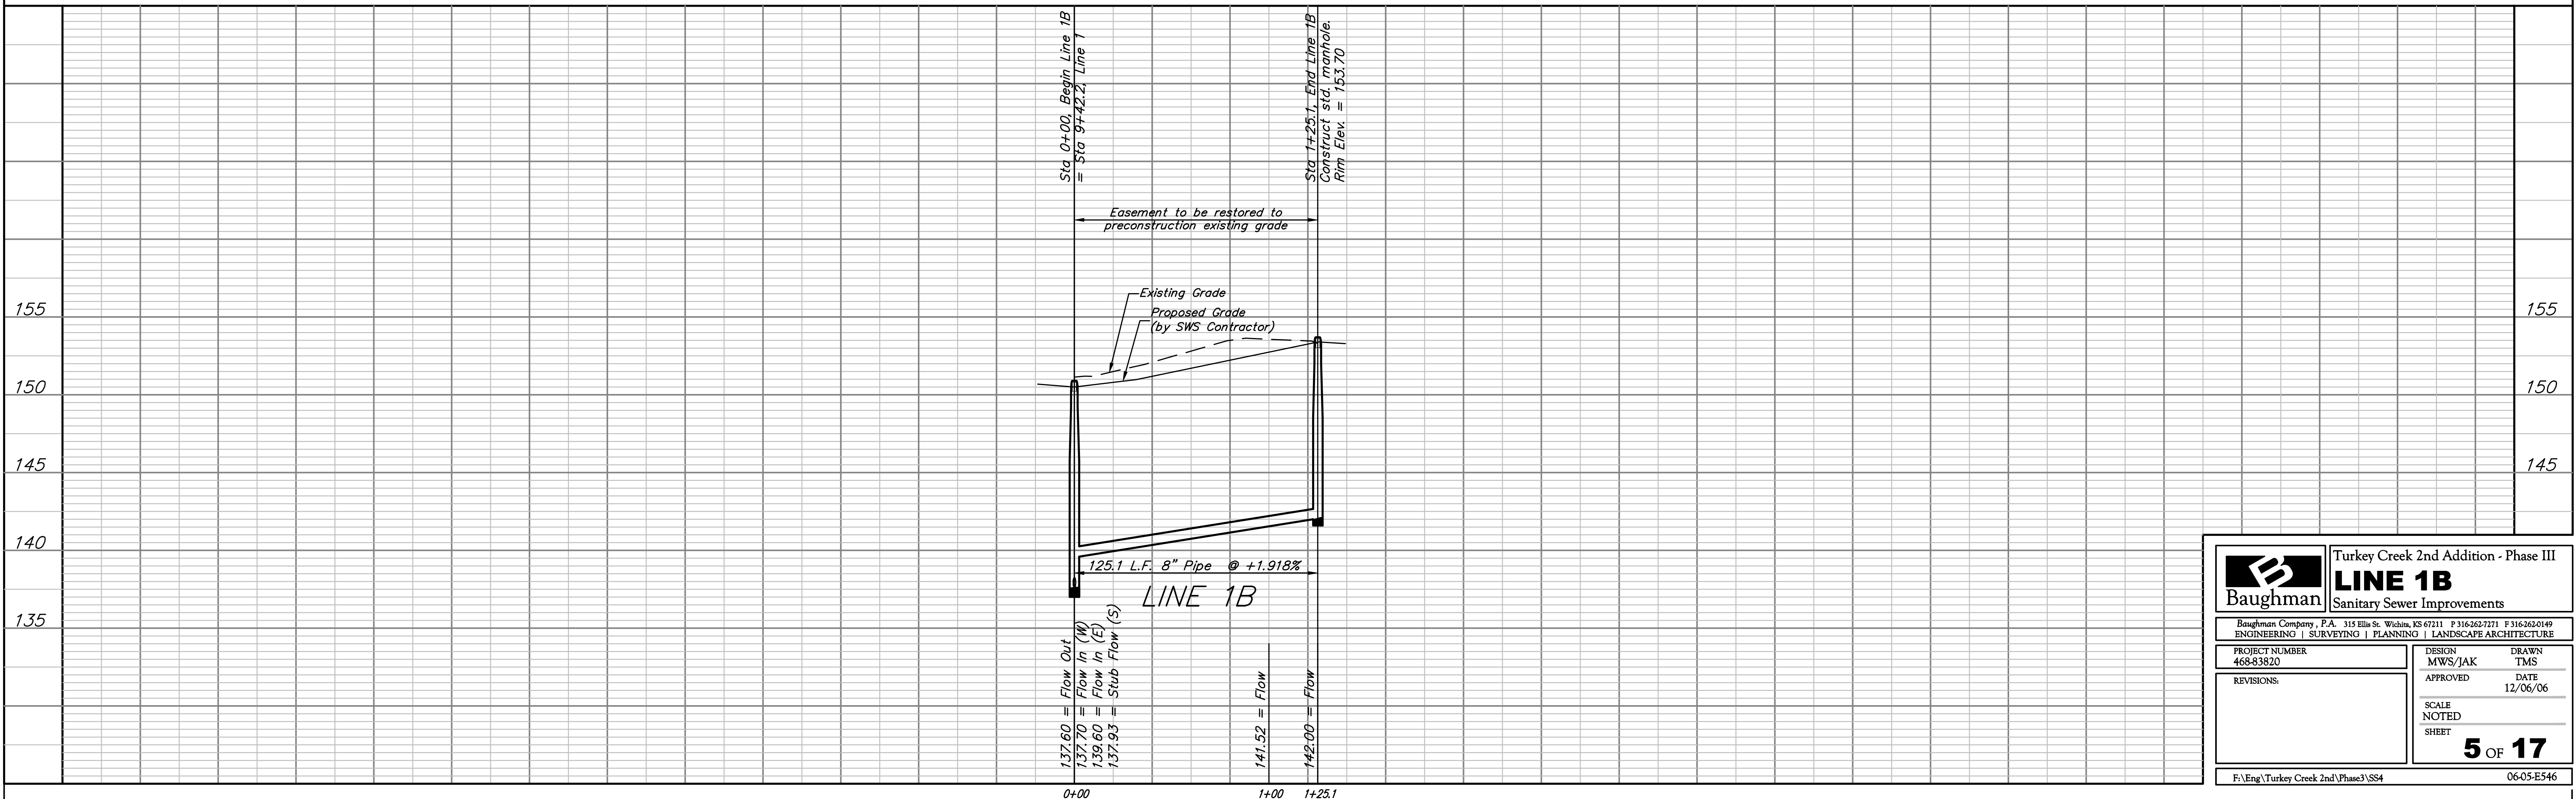 Sta 0+00, Begin Line 1B
= Sta 9+42.2, Line 1
Sta 1+25.1, End Line 1B
Construct std. manhole.
Rim Elev. = 153.70
Easement to be restored to
preconstruction existing grade
Existing Grade
Proposed Grade
(by SWS Contractor)
155
155
150
150
145
145
140
135
125.1 L.F. 8" Pipe @ +1.918%
LINE 1B
137.60 = Flow Out
137.70 = Flow In (W)
139.60 = Flow In (E)
137.93 = Stub Flow (S)
141.52 = Flow
142.00 = Flow
0+00
1+00
1+25.1
B
Baughman
Turkey Creek 2nd Addition - Phase III
LINE 1B
Sanitary Sewer Improvements
Baughman Company, P.A. 315 Ellis St. Wichita, KS 67211 P 316-262-7271 F 316-262-0149
ENGINEERING | SURVEYING | PLANNING | LANDSCAPE ARCHITECTURE
PROJECT NUMBER
468-83820
REVISIONS:
DESIGN
MWS/JAK
DRAWN
TMS
APPROVED
DATE
12/06/06
SCALE
NOTED
SHEET
5 OF 17
F:\Eng\Turkey Creek 2nd\Phase3\SS4
06-05-E546